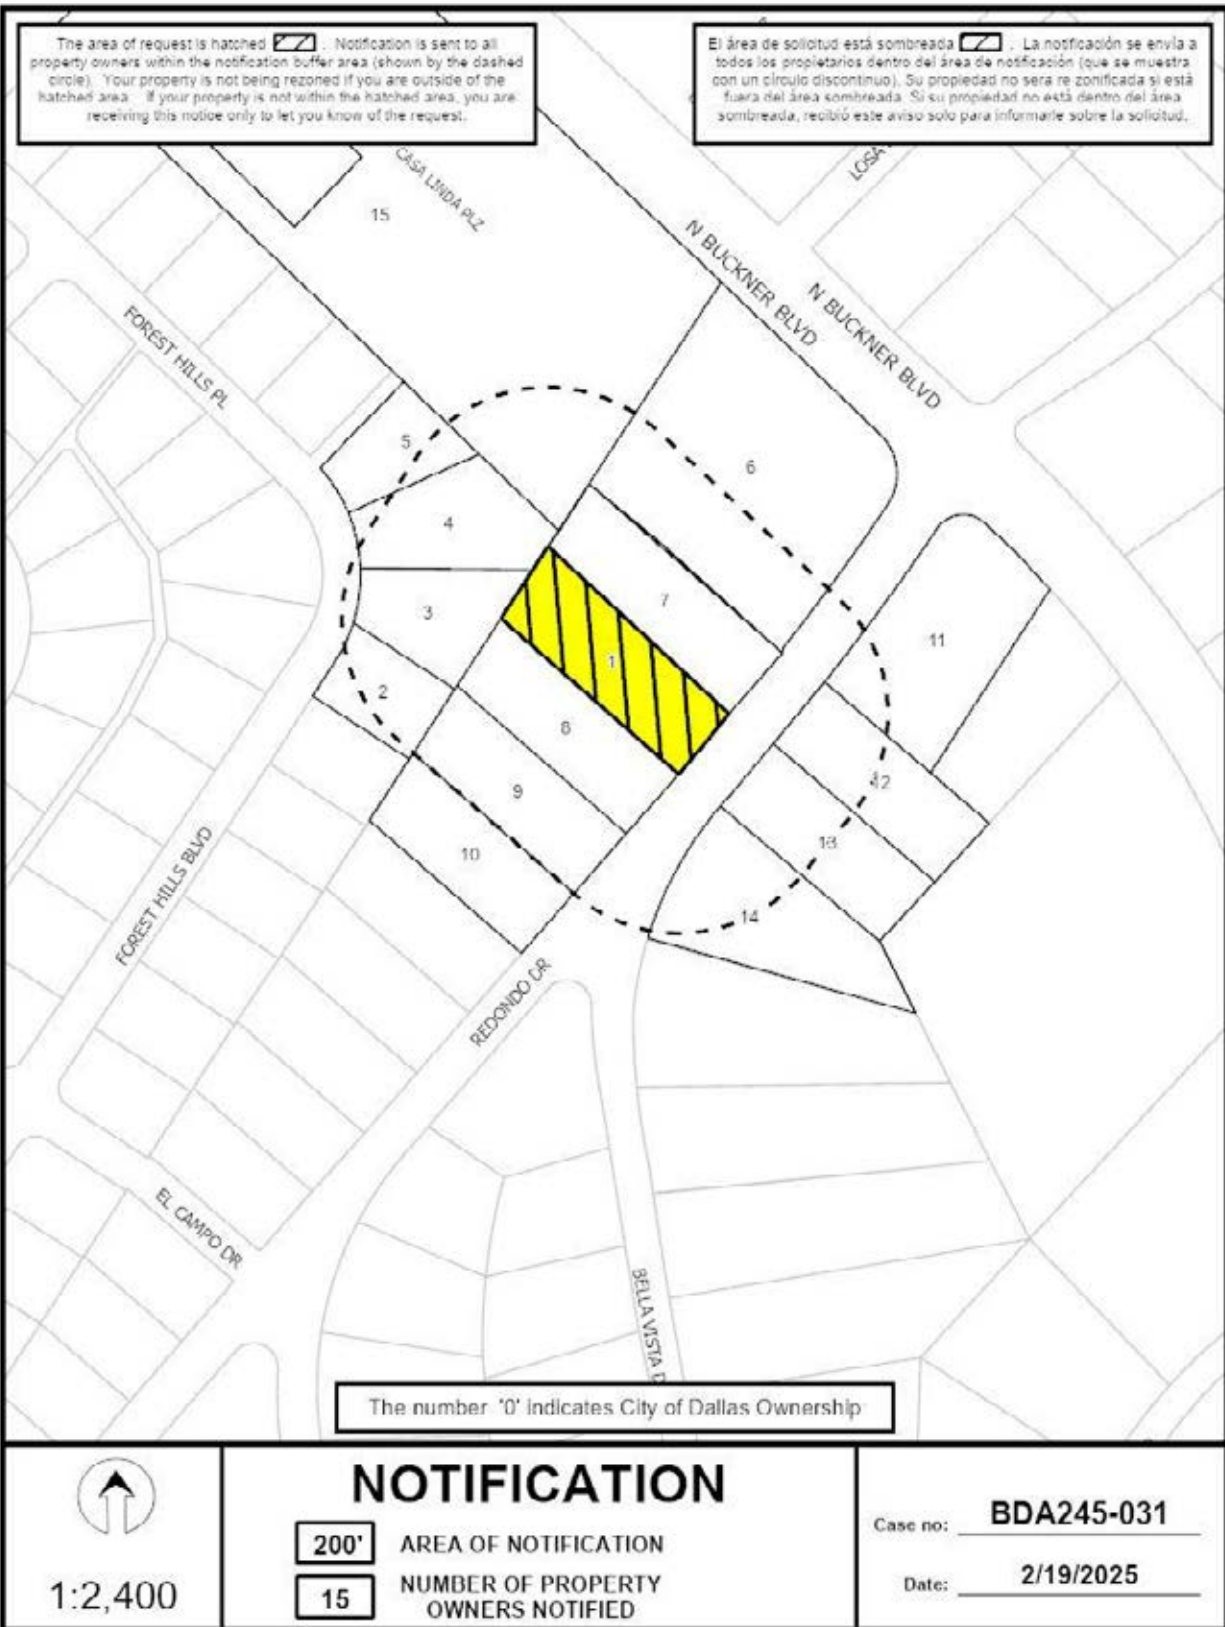 The area of request is hatched . Notification is sent to all
property owners within the notification buffer area (shown by the dashed
circle). Your property is not being rezoned if you are outside of the
hatched area. If your property is not within the hatched area, you are
receiving this notice only to let you know of the request.
El área de solicitud está sombreada . La notificación se envía a
todos los propietarios dentro del área de notificación (que se muestra
con un círculo discontinuo). Su propiedad no sera re zonificada si está
fuera del área sombreada. Si su propiedad no está dentro del área
sombreada, recibió este aviso solo para informarle sobre la solicitud.
CASA LINDA PLZ
LOSA
15
N BUCKNER BLVD
N BUCKNER BLVD
FOREST HILLS PL
5
6
4
7
3
11
1
2
8
12
9
13
10
14
FOREST HILLS BLVD
REDONDO DR
EL CAMPO DR
BELLA VISTA D
The number '0' indicates City of Dallas Ownership
1:2,400
NOTIFICATION
200' AREA OF NOTIFICATION
15 NUMBER OF PROPERTY
OWNERS NOTIFIED
Case no: BDA245-031
Date: 2/19/2025